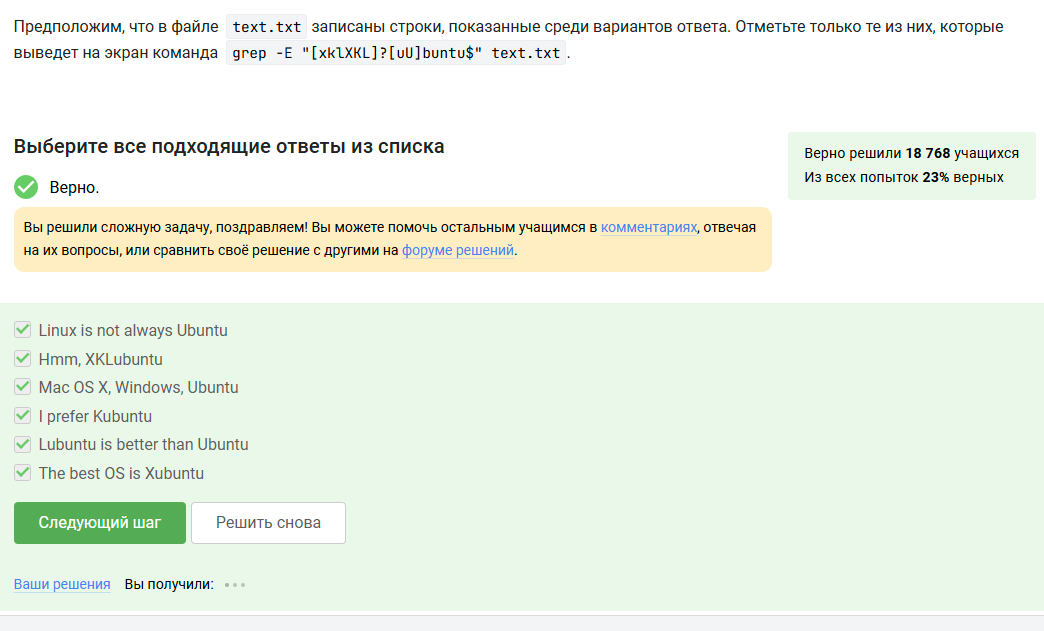 Предположим, что в файле text.txt записаны строки, показанные среди вариантов ответа. Отметьте только те из них, которые
выведет на экран команда grep -E "[xklXKL]?[uU]buntu$" text.txt .
Выберите все подходящие ответы из списка
Верно.
Вы решили сложную задачу, поздравляем! Вы можете помочь остальным учащимся в комментариях, отвечая
на их вопросы, или сравнить своё решение с другими на форуме решений.
Верно решили 18 768 учащихся
Из всех попыток 23% верных
Linux is not always Ubuntu
Hmm, XKLubuntu
Mac OS X, Windows, Ubuntu
I prefer Kubuntu
Lubuntu is better than Ubuntu
The best OS is Xubuntu
Следующий шаг Решить снова
Ваши решения Вы получили: